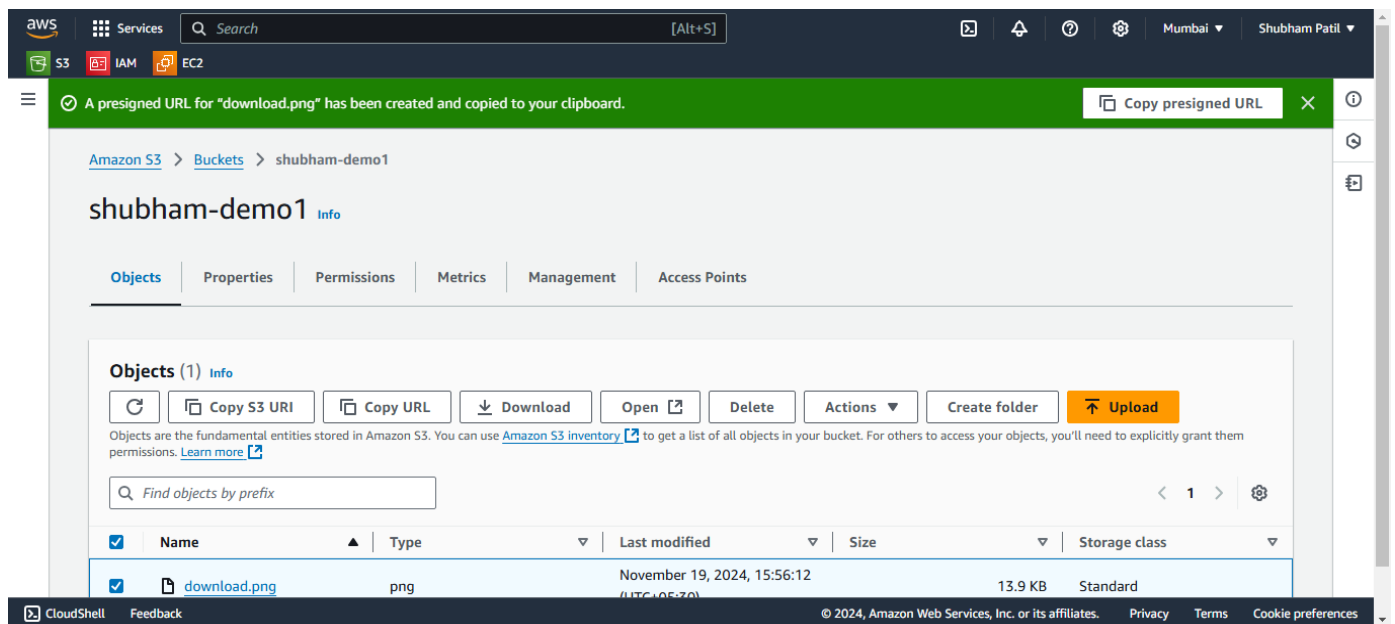 aws Services Search [Alt+S] Mumbai ▼ Shubham Patil ▼
S3 IAM EC2
A presigned URL for "download.png" has been created and copied to your clipboard. Copy presigned URL
Amazon S3 > Buckets > shubham-demo1
shubham-demo1 Info
Objects Properties Permissions Metrics Management Access Points
Objects (1) Info
Copy S3 URI Copy URL Download Open Delete Actions ▼ Create folder Upload
Objects are the fundamental entities stored in Amazon S3. You can use Amazon S3 inventory to get a list of all objects in your bucket. For others to access your objects, you'll need to explicitly grant them
permissions. Learn more
Find objects by prefix < 1 >
Name Type Last modified Size Storage class
download.png png November 19, 2024, 15:56:12 13.9 KB Standard
(UTC+05:30)
CloudShell Feedback © 2024, Amazon Web Services, Inc. or its affiliates. Privacy Terms Cookie preferences